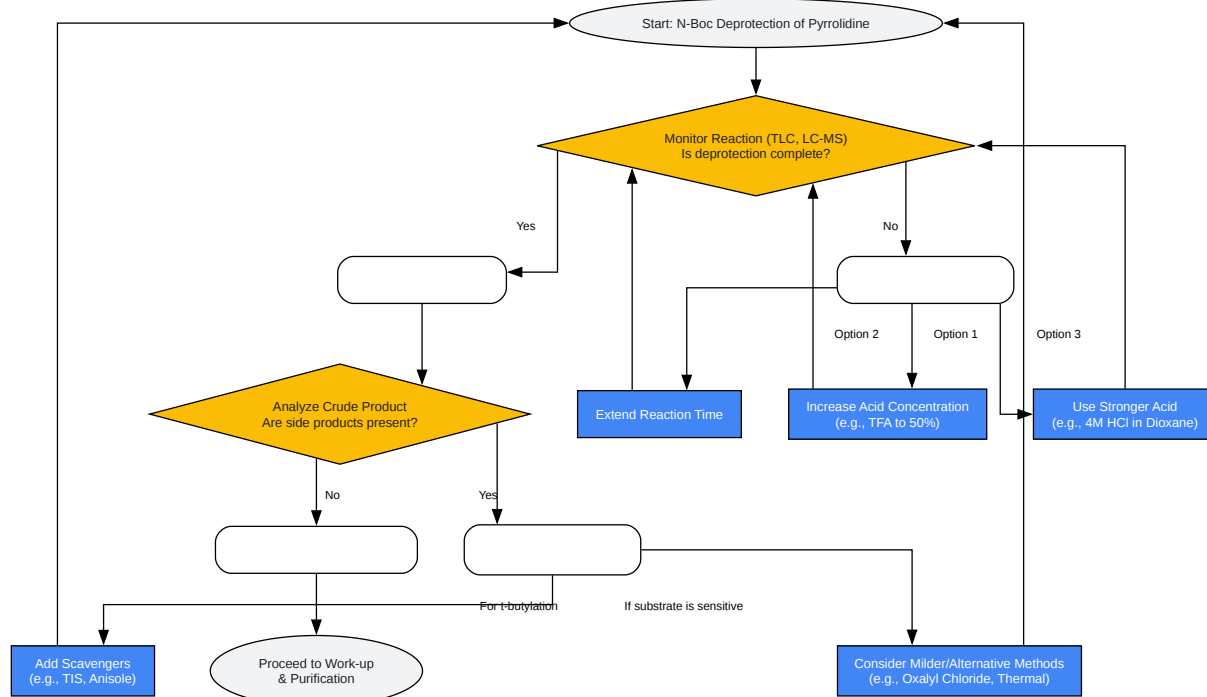 Start: N-Boc Deprotection of Pyrrolidine
Monitor Reaction (TLC, LC-MS)
Is deprotection complete?
Yes
No
Option 2
Option 1
Option 3
Extend Reaction Time
Increase Acid Concentration
(e.g., TFA to 50%)
Use Stronger Acid
(e.g., 4M HCl in Dioxane)
Analyze Crude Product
Are side products present?
No
Yes
For t-butylation
If substrate is sensitive
Add Scavengers
(e.g., TIS, Anisole)
Proceed to Work-up
& Purification
Consider Milder/Alternative Methods
(e.g., Oxalyl Chloride, Thermal)